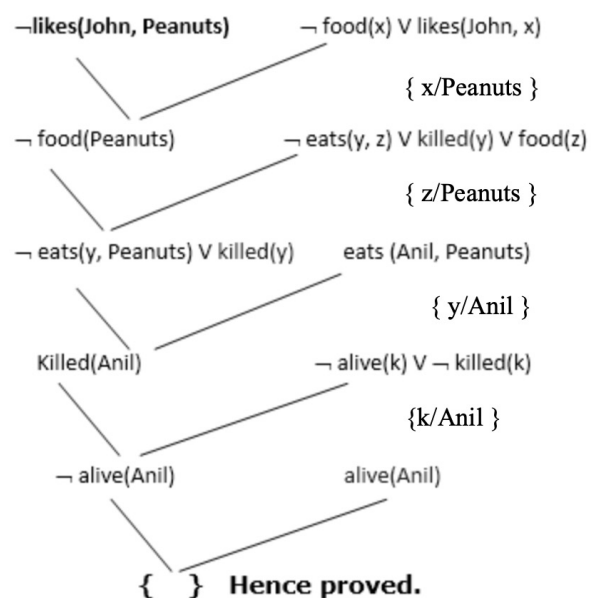 ¬likes(John, Peanuts) ¬ food(x) V likes(John, x)
{ x/Peanuts }
¬ food(Peanuts) ¬ eats(y, z) V killed(y) V food(z)
{ z/Peanuts }
¬ eats(y, Peanuts) V killed(y) eats (Anil, Peanuts)
{ y/Anil }
Killed(Anil) ¬ alive(k) V ¬ killed(k)
{k/Anil }
¬ alive(Anil) alive(Anil)
{ } Hence proved.